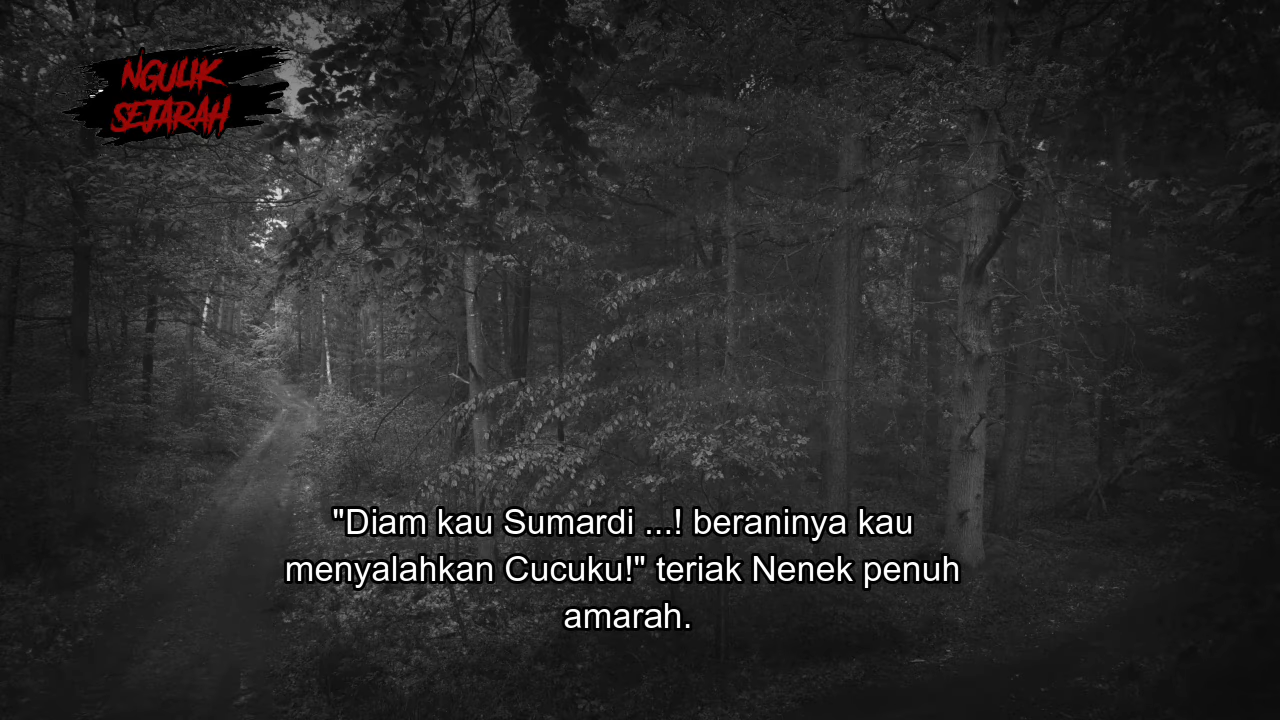 NGULIK
SEJARAH
"Diam kau Sumardi ...! beraninya kau
menyalahkan Cucuku!" teriak Nenek penuh
amarah.